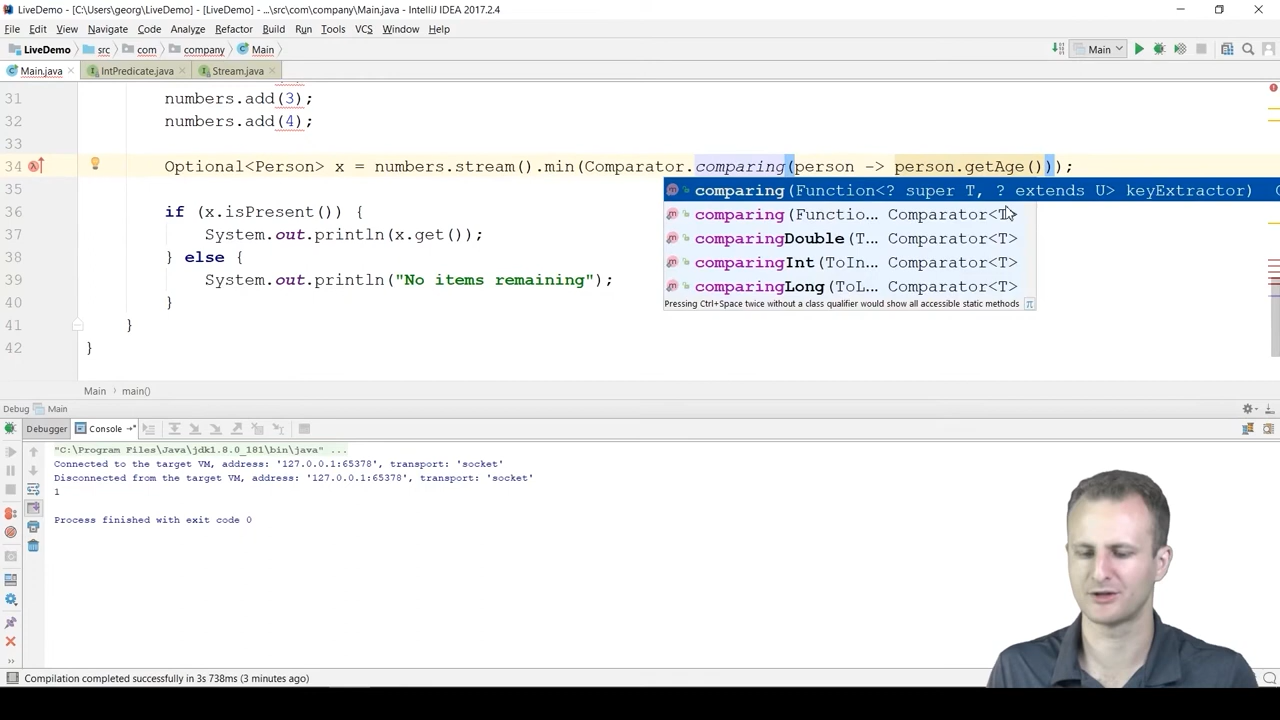 LiveDemo - [C:\Users\georg\LiveDemo] - [LiveDemo] - ...\src\com\company\Main.java - IntelliJ IDEA 2017.2.4
File Edit View Navigate Code Analyze Refactor Build Run Tools VCS Window Help
LiveDemo src com company Main Main
Main.java IntPredicate.java Stream.java
31 numbers.add(3);
32 numbers.add(4);
33
34 Optional<Person> x = numbers.stream().min(Comparator.comparing(person -> person.getAge()));
35 comparing(Function<? super T, ? extends U> keyExtractor)
36 if (x.isPresent()) { comparing(Functio... Comparator<T>
37 System.out.println(x.get()); comparingDouble(T... Comparator<T>
38 } else { comparingInt(ToIn... Comparator<T>
39 System.out.println("No items remaining"); comparingLong(ToL... Comparator<T>
40 } Pressing Ctrl+Space twice without a class qualifier would show all accessible static methods
41 }
42 }
Main main()
Debug Main
Debugger Console
"C:\Program Files\Java\jdk1.8.0_181\bin\java" ...
Connected to the target VM, address: '127.0.0.1:65378', transport: 'socket'
Disconnected from the target VM, address: '127.0.0.1:65378', transport: 'socket'
1
Process finished with exit code 0
Compilation completed successfully in 3s 738ms (3 minutes ago)